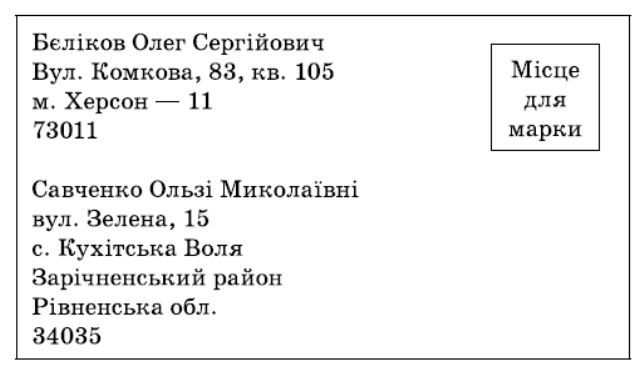 Бєліков Олег Сергійович
Вул. Комкова, 83, кв. 105
м. Херсон — 11
73011
Місце
для
марки
Савченко Ользі Миколаївні
вул. Зелена, 15
с. Кухітська Воля
Зарічненський район
Рівненська обл.
34035